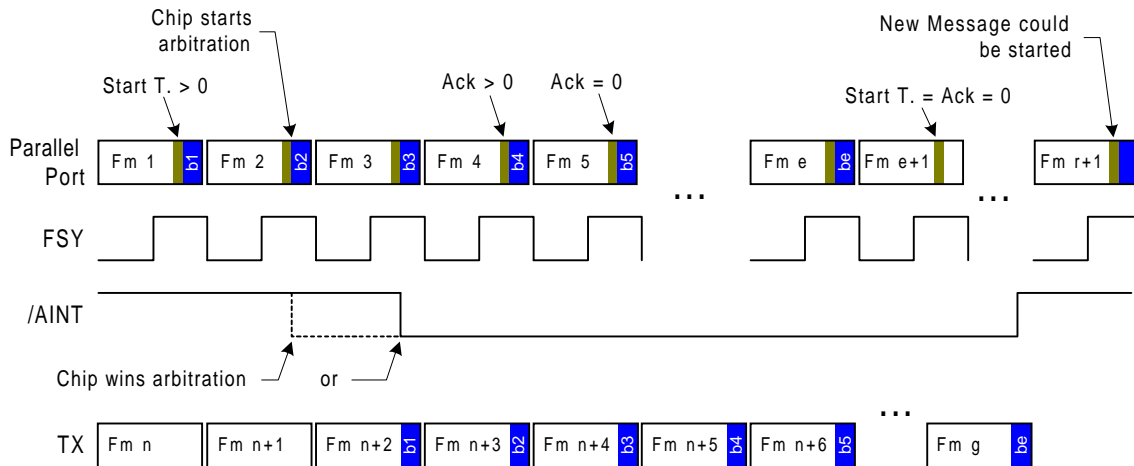 Chip starts
arbitration
New Message could
be started
Start T. > 0
Ack > 0
Ack = 0
Start T. = Ack = 0
Parallel
Port
Fm 1
b1
Fm 2
b2
Fm 3
b3
Fm 4
b4
Fm 5
b5
...
Fm e
be
Fm e+1
...
Fm r+1
FSY
/AINT
Chip wins arbitration
or
...
TX
Fm n
Fm n+1
Fm n+2
b1
Fm n+3
b2
Fm n+4
b3
Fm n+5
b4
Fm n+6
b5
Fm g
be